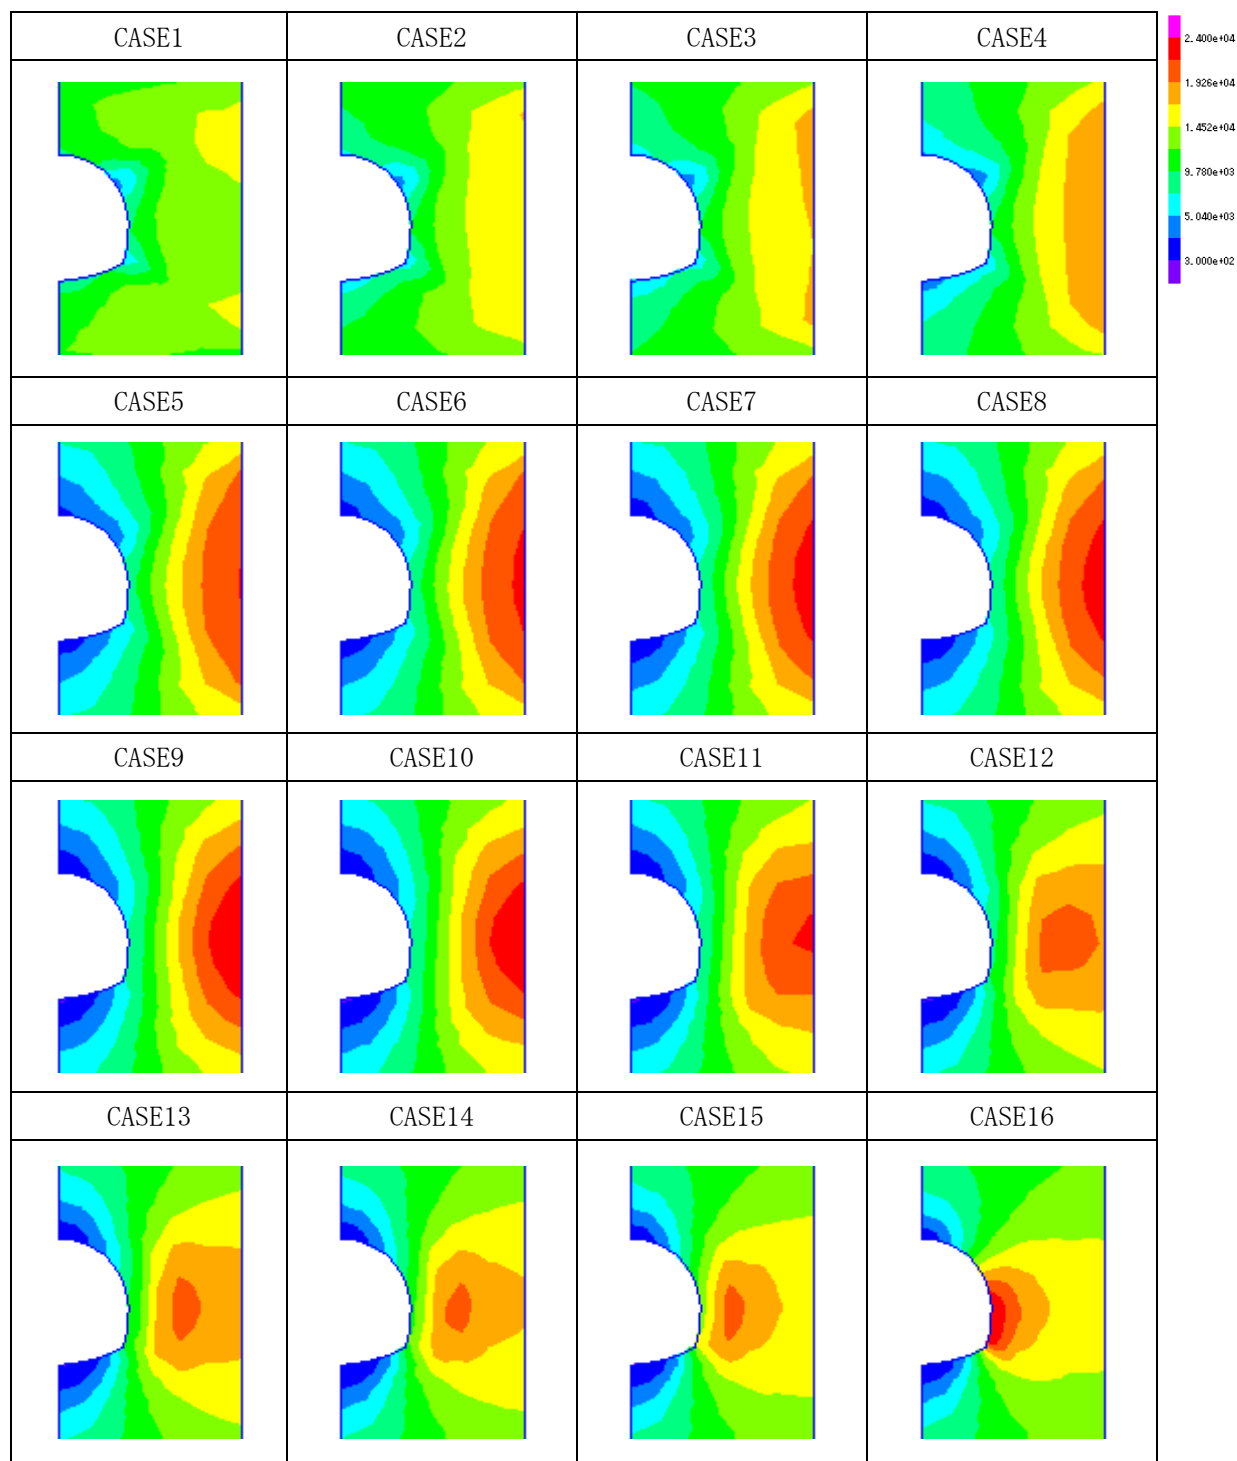 CASE1 CASE2 CASE3 CASE4
2.400e+04
1.926e+04
1.452e+04
9.780e+03
5.040e+03
3.000e+02
CASE5 CASE6 CASE7 CASE8
CASE9 CASE10 CASE11 CASE12
CASE13 CASE14 CASE15 CASE16